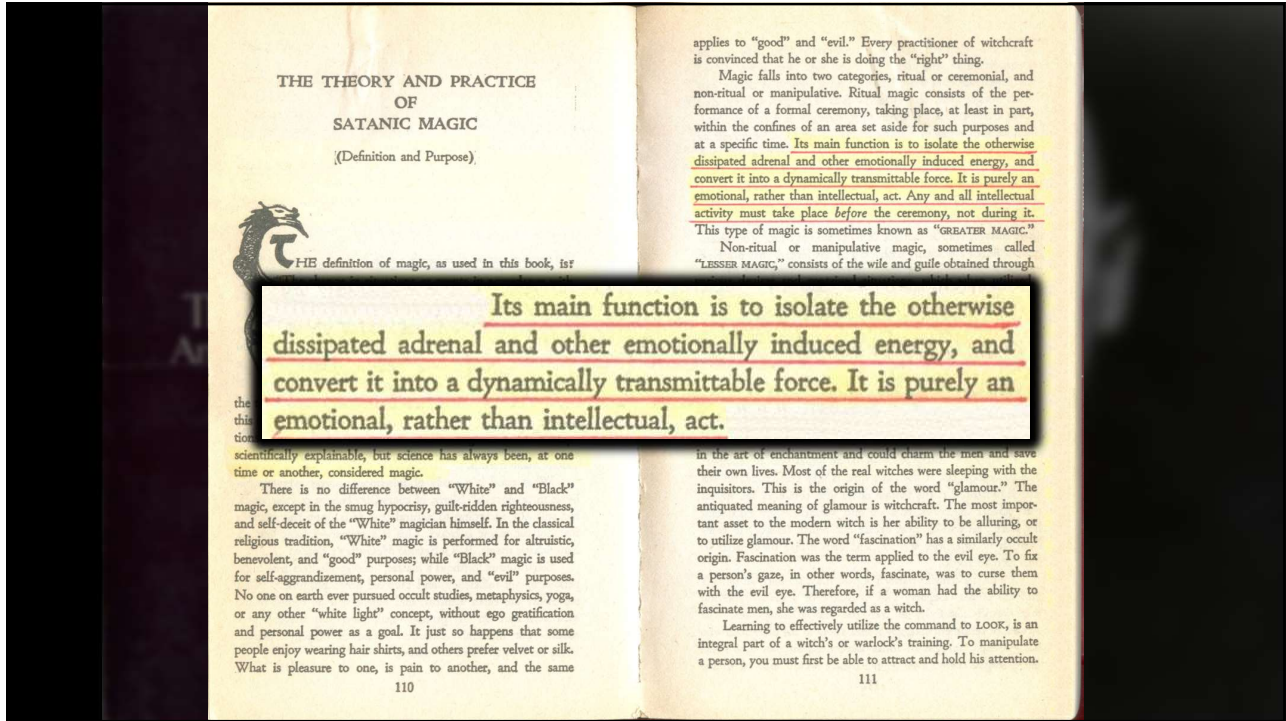 THE THEORY AND PRACTICE
OF
SATANIC MAGIC
(Definition and Purpose)
THE definition of magic, as used in this book, is:
the
this
tion
scientifically explainable, but science has always been, at one
time or another, considered magic.
There is no difference between “White” and “Black”
magic, except in the smug hypocrisy, guilt-ridden righteousness,
and self-deceit of the “White” magician himself. In the classical
religious tradition, “White” magic is performed for altruistic,
benevolent, and “good” purposes; while “Black” magic is used
for self-aggrandizement, personal power, and “evil” purposes.
No one on earth ever pursued occult studies, metaphysics, yoga,
or any other “white light” concept, without ego gratification
and personal power as a goal. It just so happens that some
people enjoy wearing hair shirts, and others prefer velvet or silk.
What is pleasure to one, is pain to another, and the same
110
Its main function is to isolate the otherwise
dissipated adrenal and other emotionally induced energy, and
convert it into a dynamically transmittable force. It is purely an
emotional, rather than intellectual, act.
applies to “good” and “evil.” Every practitioner of witchcraft
is convinced that he or she is doing the “right” thing.
Magic falls into two categories, ritual or ceremonial, and
non-ritual or manipulative. Ritual magic consists of the per-
formance of a formal ceremony, taking place, at least in part,
within the confines of an area set aside for such purposes and
at a specific time. Its main function is to isolate the otherwise
dissipated adrenal and other emotionally induced energy, and
convert it into a dynamically transmittable force. It is purely an
emotional, rather than intellectual, act. Any and all intellectual
activity must take place before the ceremony, not during it.
This type of magic is sometimes known as “GREATER MAGIC.”
Non-ritual or manipulative magic, sometimes called
“LESSER MAGIC,” consists of the wile and guile obtained through
in the art of enchantment and could charm the men and save
their own lives. Most of the real witches were sleeping with the
inquisitors. This is the origin of the word “glamour.” The
antiquated meaning of glamour is witchcraft. The most impor-
tant asset to the modern witch is her ability to be alluring, or
to utilize glamour. The word “fascination” has a similarly occult
origin. Fascination was the term applied to the evil eye. To fix
a person’s gaze, in other words, fascinate, was to curse them
with the evil eye. Therefore, if a woman had the ability to
fascinate men, she was regarded as a witch.
Learning to effectively utilize the command to LOOK, is an
integral part of a witch’s or warlock’s training. To manipulate
a person, you must first be able to attract and hold his attention.
111